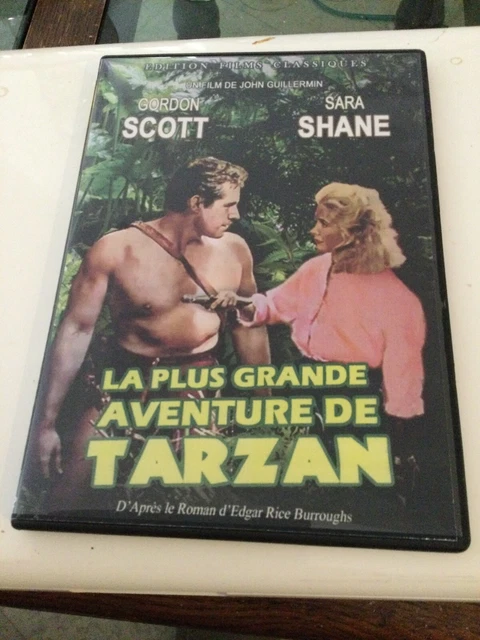 EDITION FILMS CLASSIQUES
UN FILM DE JOHN GUILLERMIN
GORDON SCOTT
SARA SHANE
LA PLUS GRANDE
AVENTURE DE
TARZAN
D'Après le Roman d'Edgar Rice Burroughs